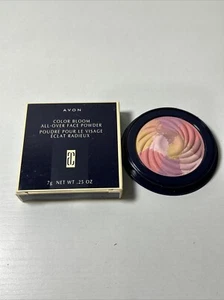 AVON
COLOR BLOOM
ALL-OVER FACE POWDER
POUDRE POUR LE VISAGE
ÉCLAT RADIEUX
7g. NET WT .25 OZ